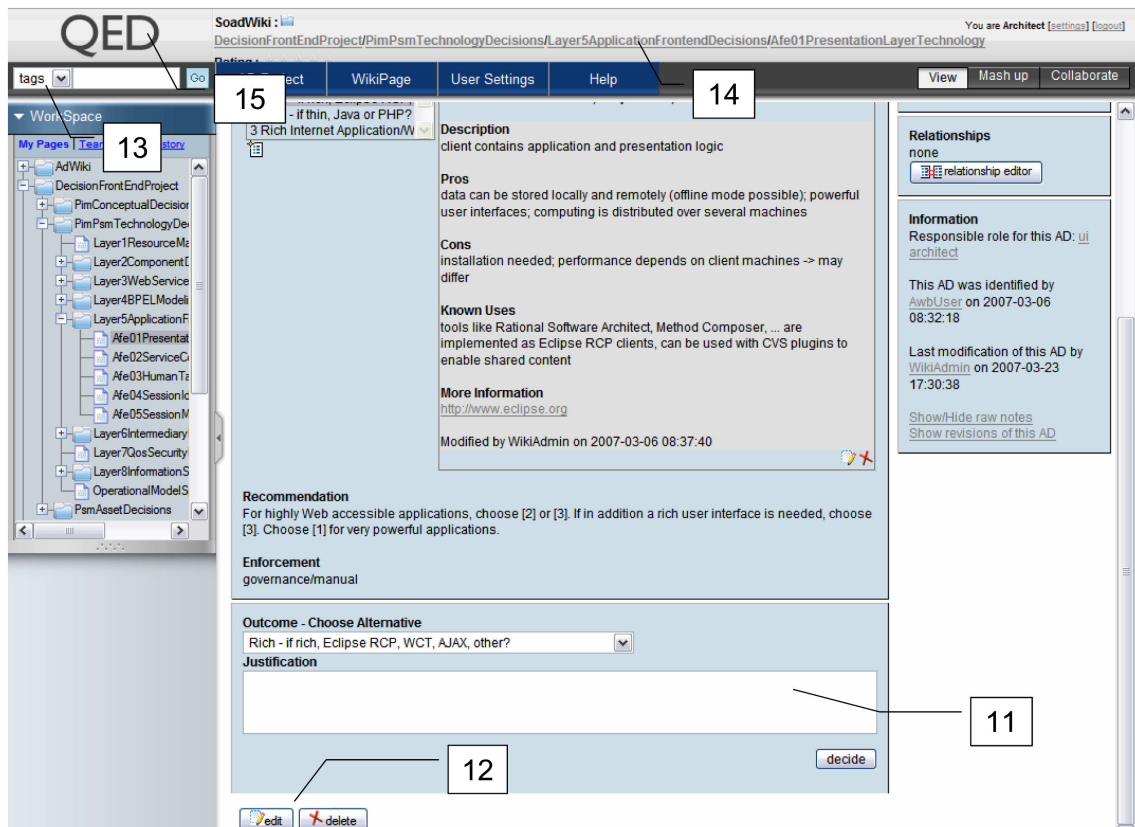 QED
SoadWiki :
You are Architect [settings] [logout]
DecisionFrontEndProject/PimPsmTechnologyDecisions/Layer5ApplicationFrontendDecisions/Afe01PresentationLayerTechnology
tags
Go
WikiPage
User Settings
Help
View
Mash up
Collaborate
15
14
13
WorkSpace
My Pages |
AdWiki
DecisionFrontEndProject
PimConceptualDecision
PimPsmTechnologyDe
Layer1ResourceMa
Layer2ComponentD
Layer3WebService
Layer4BPELModeli
Layer5ApplicationF
Afe01Presentat
Afe02ServiceCo
Afe03HumanTa
Afe04SessionIc
Afe05SessionM
Layer6Intermediary
Layer7QosSecurity
Layer8InformationS
OperationalModelS
PsmAssetDecisions
- if thin, Java or PHP?
3 Rich Internet Application/W
Description
client contains application and presentation logic
Pros
data can be stored locally and remotely (offline mode possible); powerful
user interfaces; computing is distributed over several machines
Cons
installation needed; performance depends on client machines -> may
differ
Known Uses
tools like Rational Software Architect, Method Composer, ... are
implemented as Eclipse RCP clients, can be used with CVS plugins to
enable shared content
More Information
http://www.eclipse.org
Modified by WikiAdmin on 2007-03-06 08:37:40
Recommendation
For highly Web accessible applications, choose [2] or [3]. If in addition a rich user interface is needed, choose
[3]. Choose [1] for very powerful applications.
Enforcement
governance/manual
Outcome - Choose Alternative
Rich - if rich, Eclipse RCP, WCT, AJAX, other?
Justification
11
decide
12
edit
delete
Relationships
none
relationship editor
Information
Responsible role for this AD: ui
architect
This AD was identified by
AwbUser on 2007-03-06
08:32:18
Last modification of this AD by
WikiAdmin on 2007-03-23
17:30:38
Show/Hide raw notes
Show revisions of this AD